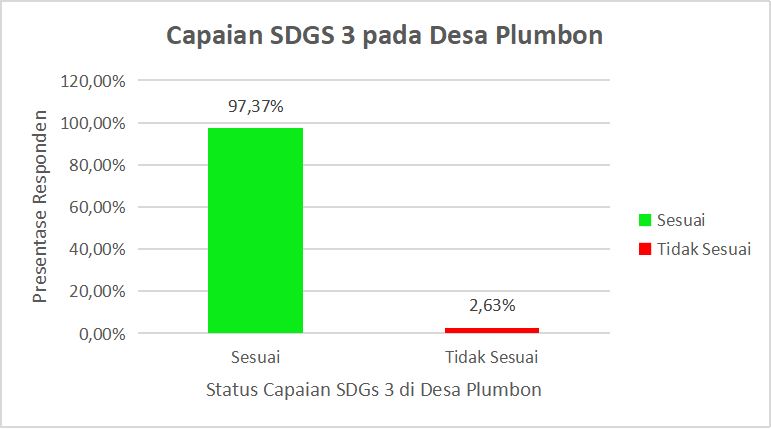 Capaian SDGS 3 pada Desa Plumbon
Presentase Responden
120,00%
100,00%
80,00%
60,00%
40,00%
20,00%
0,00%
97,37%
2,63%
Sesuai
Tidak Sesuai
Status Capaian SDGs 3 di Desa Plumbon
Sesuai
Tidak Sesuai